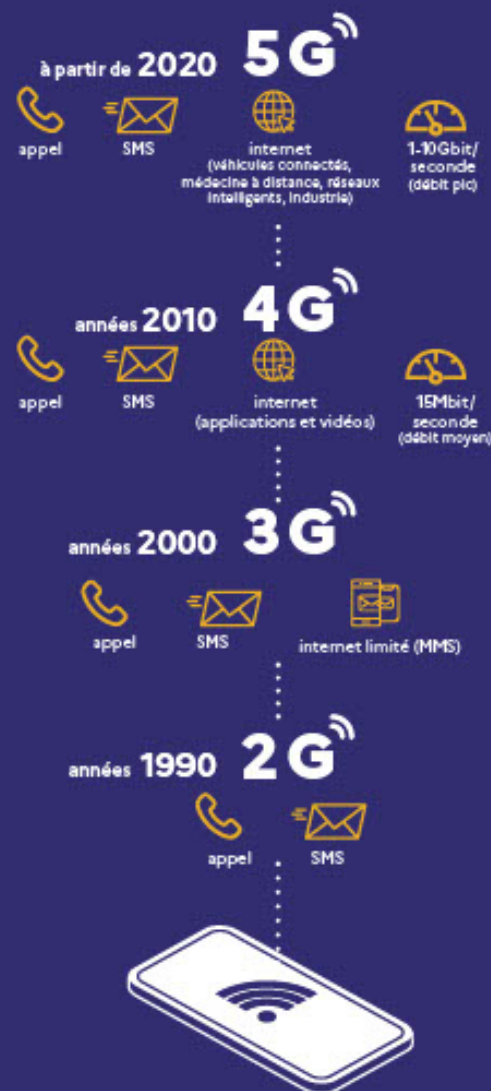 à partir de 2020 5G
appel
SMS
internet
(véhicules connectés,
médecine à distance, réseaux
intelligents, industrie)
1-10Gbit/
seconde
(débit pic)
années 2010 4G
appel
SMS
internet
(applications et vidéos)
15Mbit/
seconde
(débit moyen)
années 2000 3G
appel
SMS
internet limité (MMS)
années 1990 2G
appel
SMS